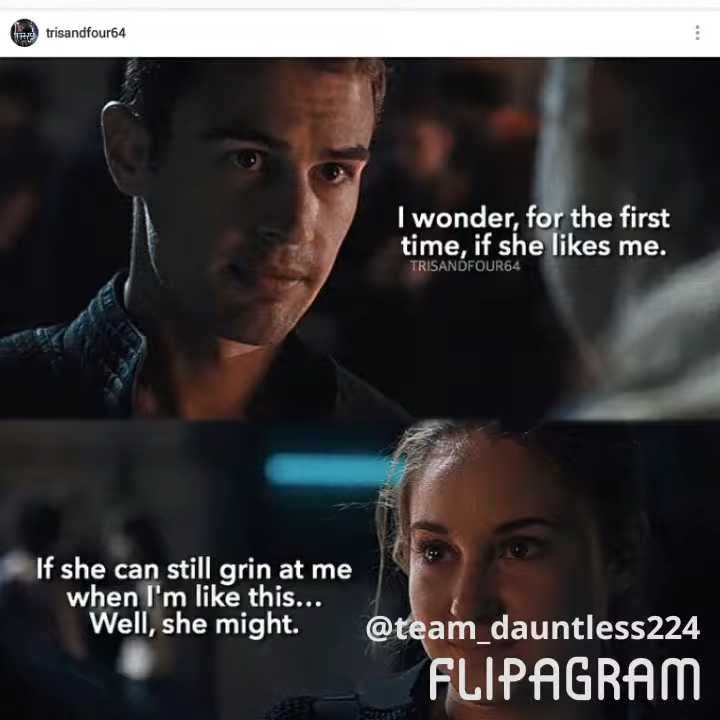 trisandfour64
I wonder, for the first
time, if she likes me.
TRISANDFOUR64
If she can still grin at me
when I'm like this...
Well, she might.
@team_dauntless224
FLIPAGRAM